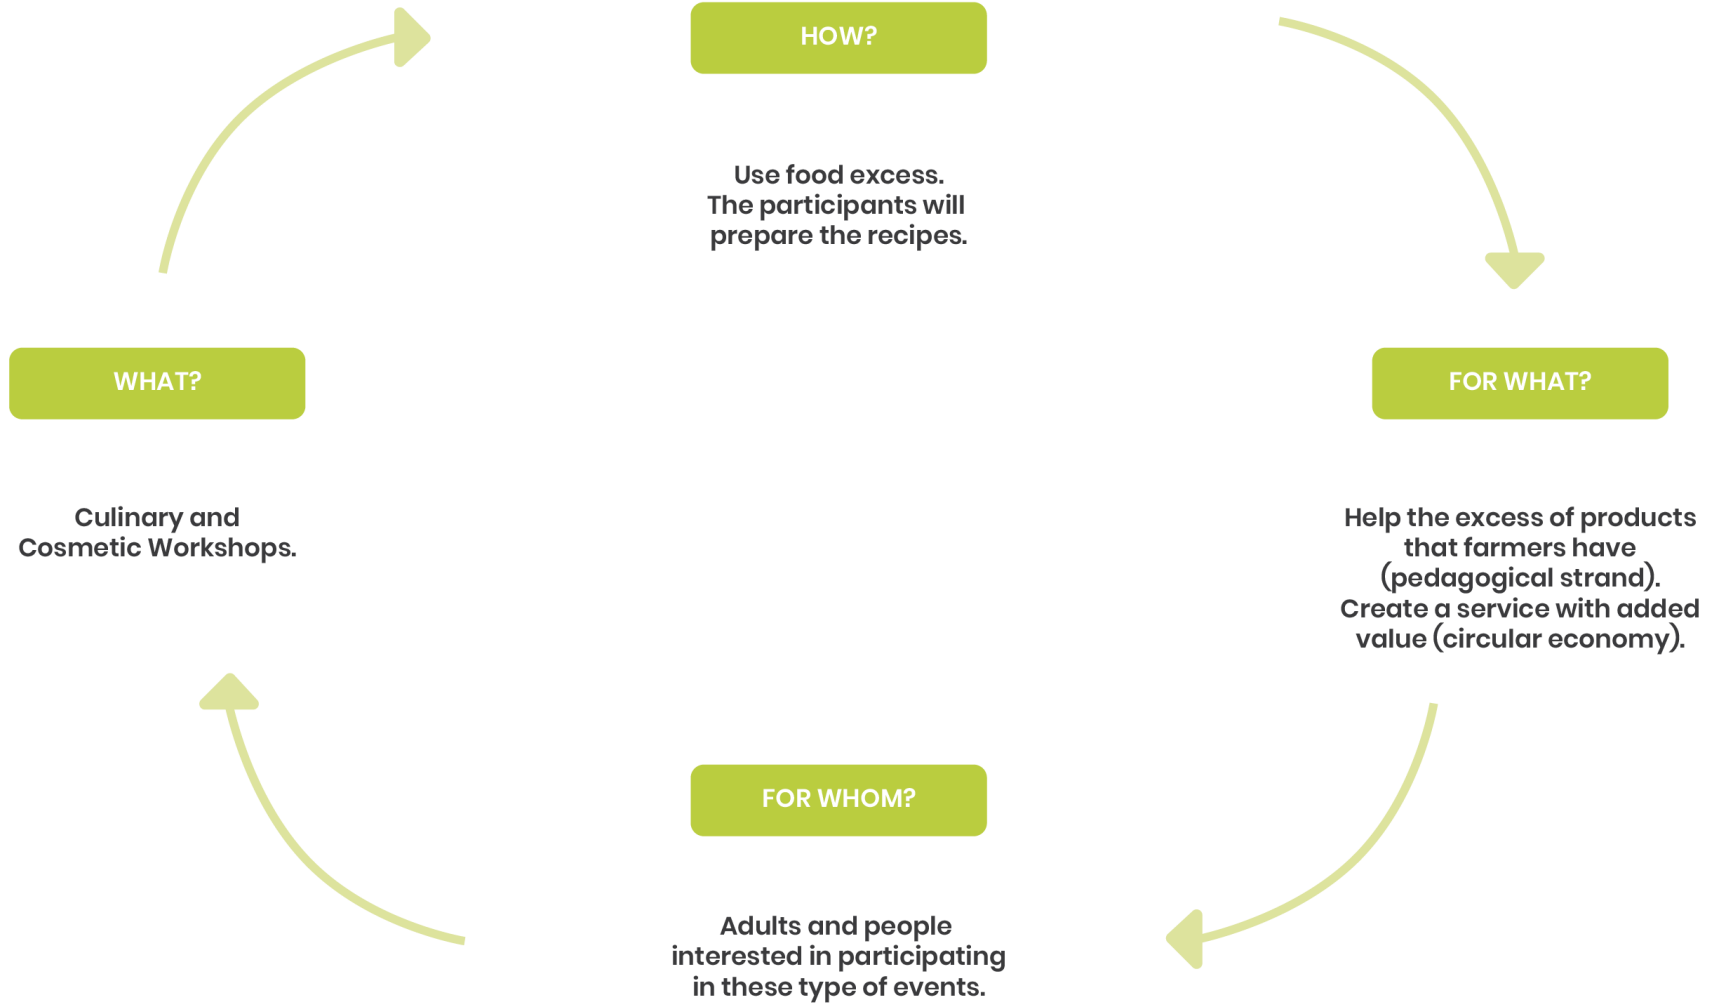 HOW?
Use food excess.
The participants will
prepare the recipes.
WHAT?
Culinary and
Cosmetic Workshops.
FOR WHAT?
Help the excess of products
that farmers have
(pedagogical strand).
Create a service with added
value (circular economy).
FOR WHOM?
Adults and people
interested in participating
in these type of events.